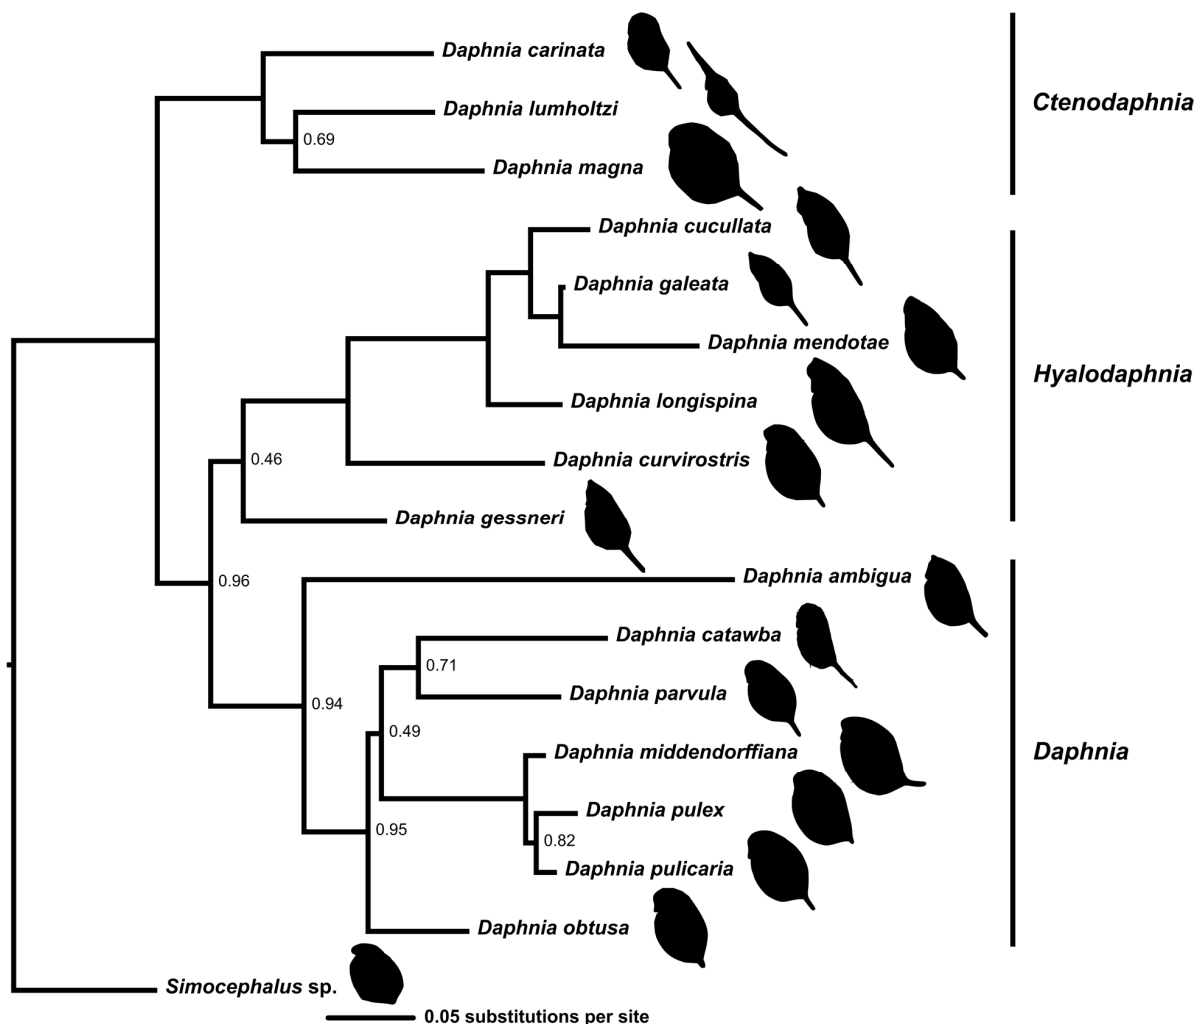 Daphnia carinata
Ctenodaphnia
Daphnia lumholtzi
0.69
Daphnia magna
Daphnia cucullata
Daphnia galeata
Daphnia mendotae
Hyalodaphnia
Daphnia longispina
0.46
Daphnia curvirostris
Daphnia gessneri
0.96
Daphnia ambigua
Daphnia catawba
0.71
Daphnia parvula
0.94
0.49
Daphnia middendorffiana
Daphnia
Daphnia pulex
0.95
0.82
Daphnia pulicaria
Daphnia obtusa
Simocephalus sp.
0.05 substitutions per site